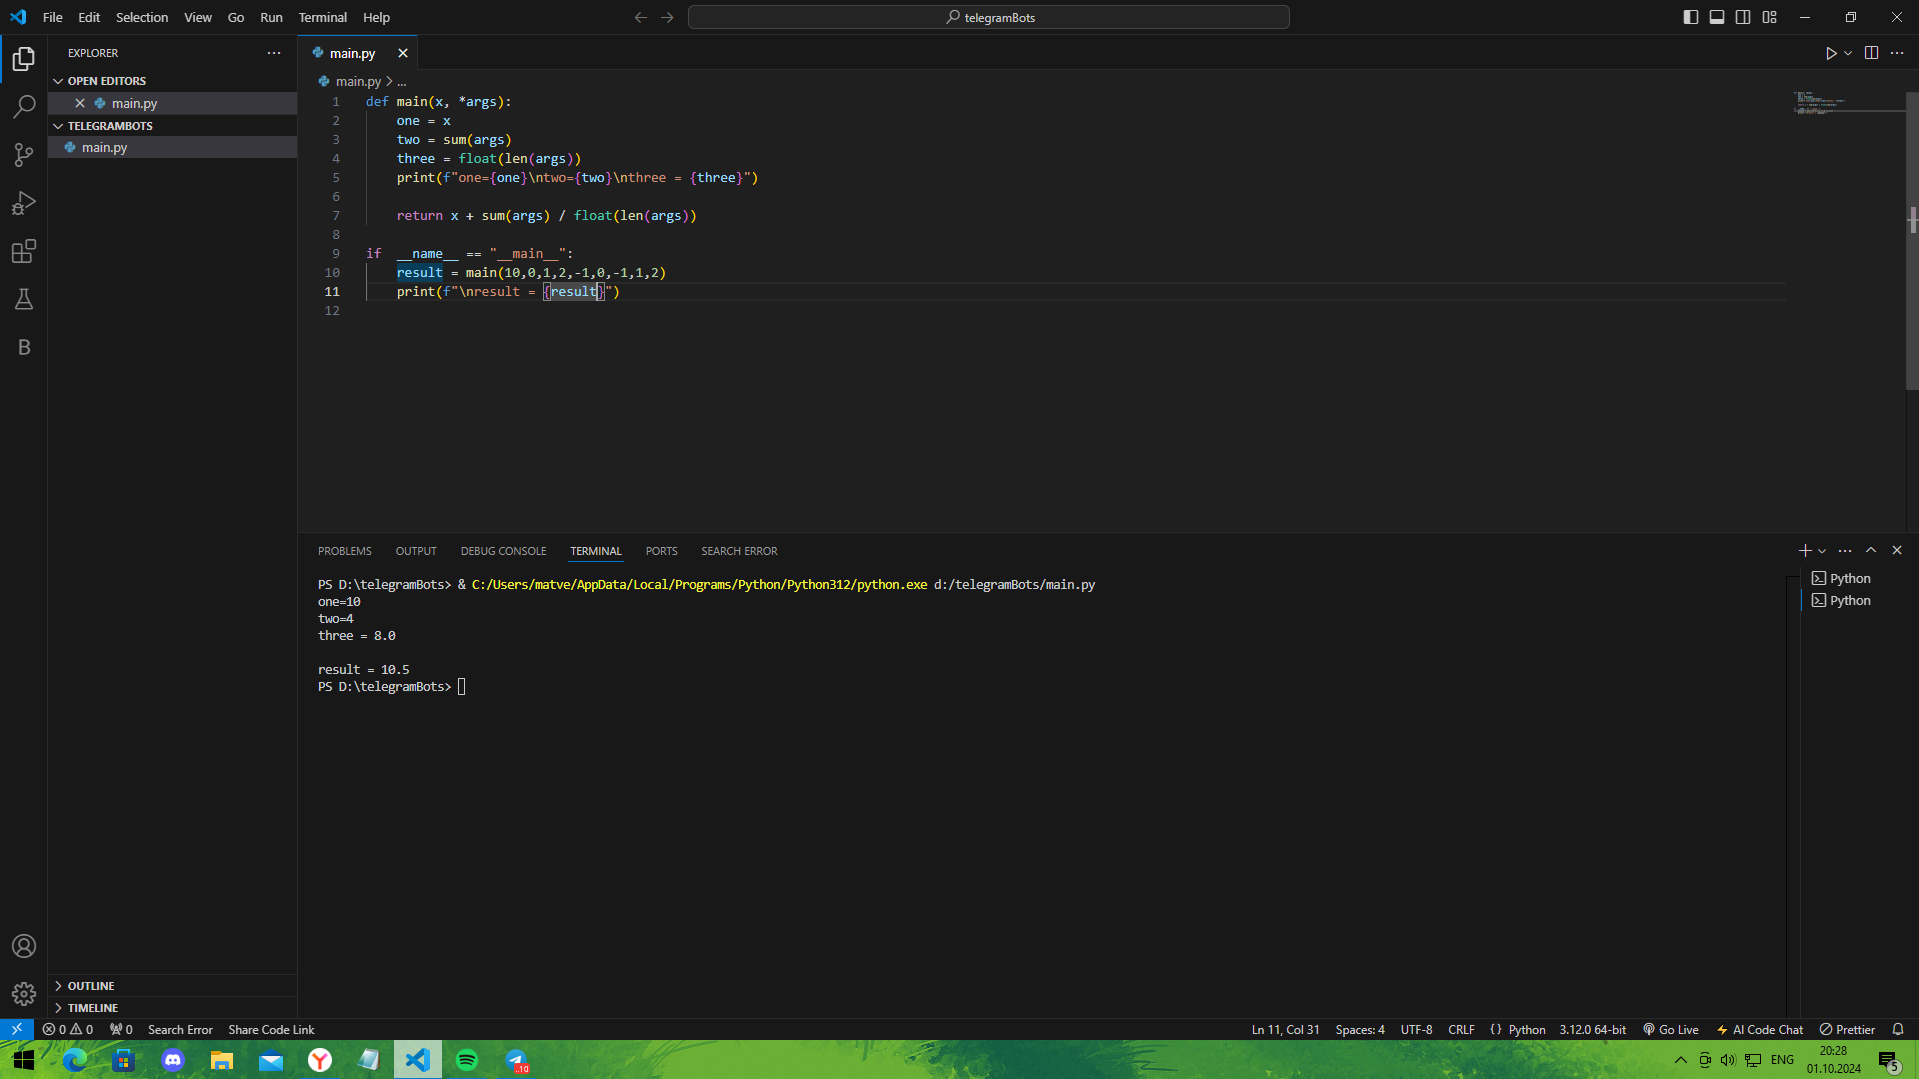 File Edit Selection View Go Run Terminal Help
telegramBots
EXPLORER
OPEN EDITORS
main.py
TELEGRAMBOTS
main.py
OUTLINE
TIMELINE
main.py
main.py > ...
1 def main(x, *args):
2 one = x
3 two = sum(args)
4 three = float(len(args))
5 print(f"one={one}\ntwo={two}\nthree = {three}")
6
7 return x + sum(args) / float(len(args))
8
9 if __name__ == "__main__":
10 result = main(10,0,1,2,-1,0,-1,1,2)
11 print(f"\nresult = {result}")
12
PROBLEMS OUTPUT DEBUG CONSOLE TERMINAL PORTS SEARCH ERROR
PS D:\telegramBots> & C:/Users/matve/AppData/Local/Programs/Python/Python312/python.exe d:/telegramBots/main.py
one=10
two=4
three = 8.0
result = 10.5
PS D:\telegramBots>
Python
Python
0 0 0 Search Error Share Code Link Ln 11, Col 31 Spaces: 4 UTF-8 CRLF {} Python 3.12.0 64-bit Go Live AI Code Chat Prettier
.10 ENG 20:28
01.10.2024 5